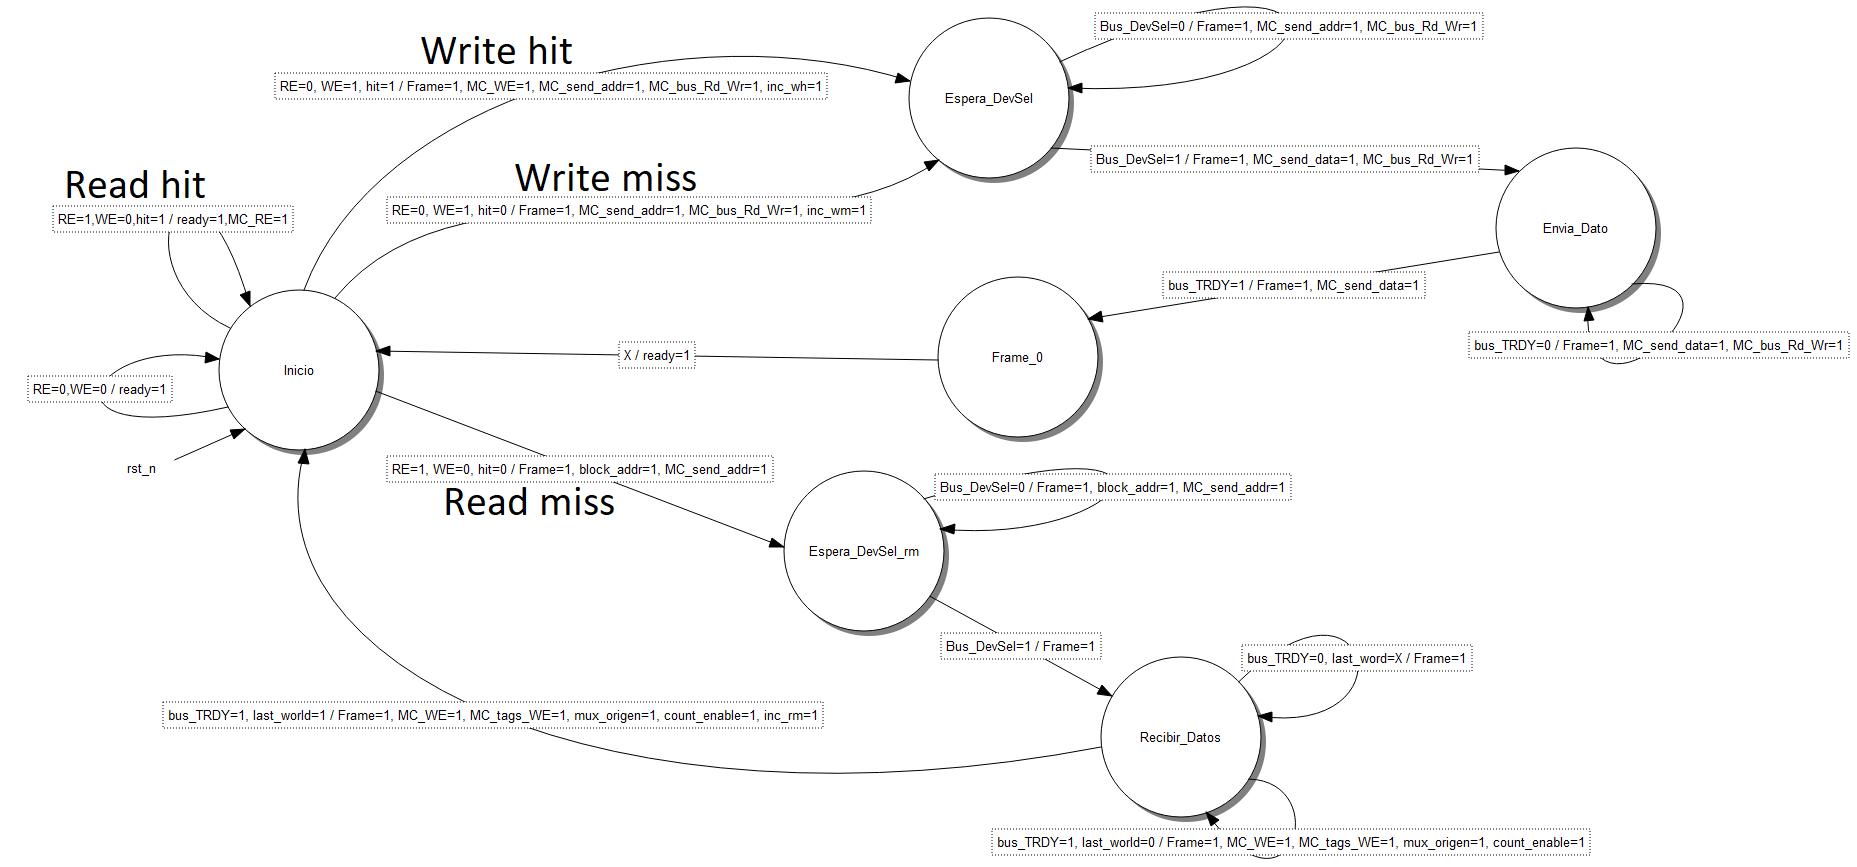 Write hit
Bus_DevSel=0 / Frame=1, MC_send_addr=1, MC_bus_Rd_Wr=1
RE=0, WE=1, hit=1 / Frame=1, MC_WE=1, MC_send_addr=1, MC_bus_Rd_Wr=1, inc_wh=1
Espera_DevSel
Bus_DevSel=1 / Frame=1, MC_send_data=1, MC_bus_Rd_Wr=1
Write miss
Read hit
RE=0, WE=1, hit=0 / Frame=1, MC_send_addr=1, MC_bus_Rd_Wr=1, inc_wm=1
RE=1,WE=0,hit=1 / ready=1,MC_RE=1
Envia_Dato
bus_TRDY=1 / Frame=1, MC_send_data=1
bus_TRDY=0 / Frame=1, MC_send_data=1, MC_bus_Rd_Wr=1
X / ready=1
Frame_0
Inicio
RE=0,WE=0 / ready=1
rst_n
RE=1, WE=0, hit=0 / Frame=1, block_addr=1, MC_send_addr=1
Read miss
Bus_DevSel=0 / Frame=1, block_addr=1, MC_send_addr=1
Espera_DevSel_rm
Bus_DevSel=1 / Frame=1
bus_TRDY=0, last_word=X / Frame=1
bus_TRDY=1, last_world=1 / Frame=1, MC_WE=1, MC_tags_WE=1, mux_origen=1, count_enable=1, inc_rm=1
Recibir_Datos
bus_TRDY=1, last_world=0 / Frame=1, MC_WE=1, MC_tags_WE=1, mux_origen=1, count_enable=1